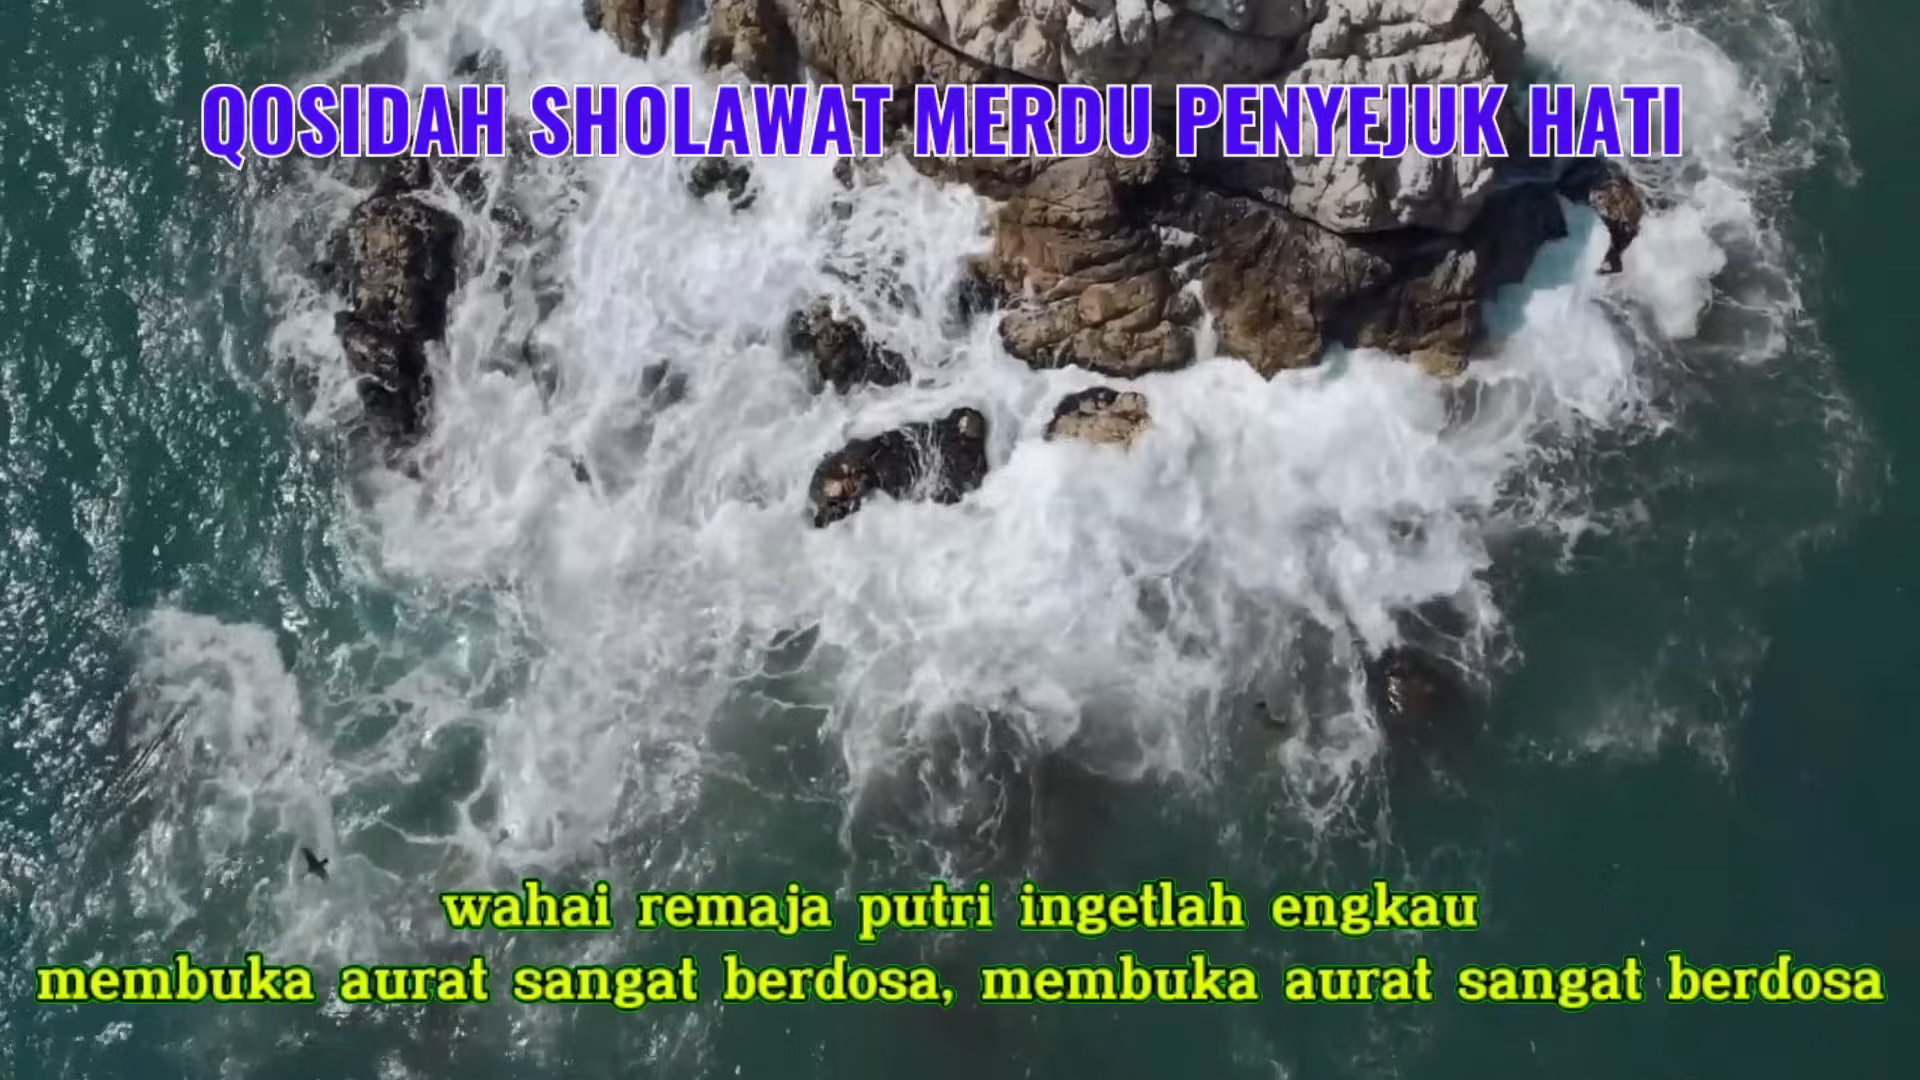 QOSIDAH SHOLAWAT MERDU PENYEJUK HATI
wahai remaja putri ingetlah engkau
membuka aurat sangat berdosa, membuka aurat sangat berdosa